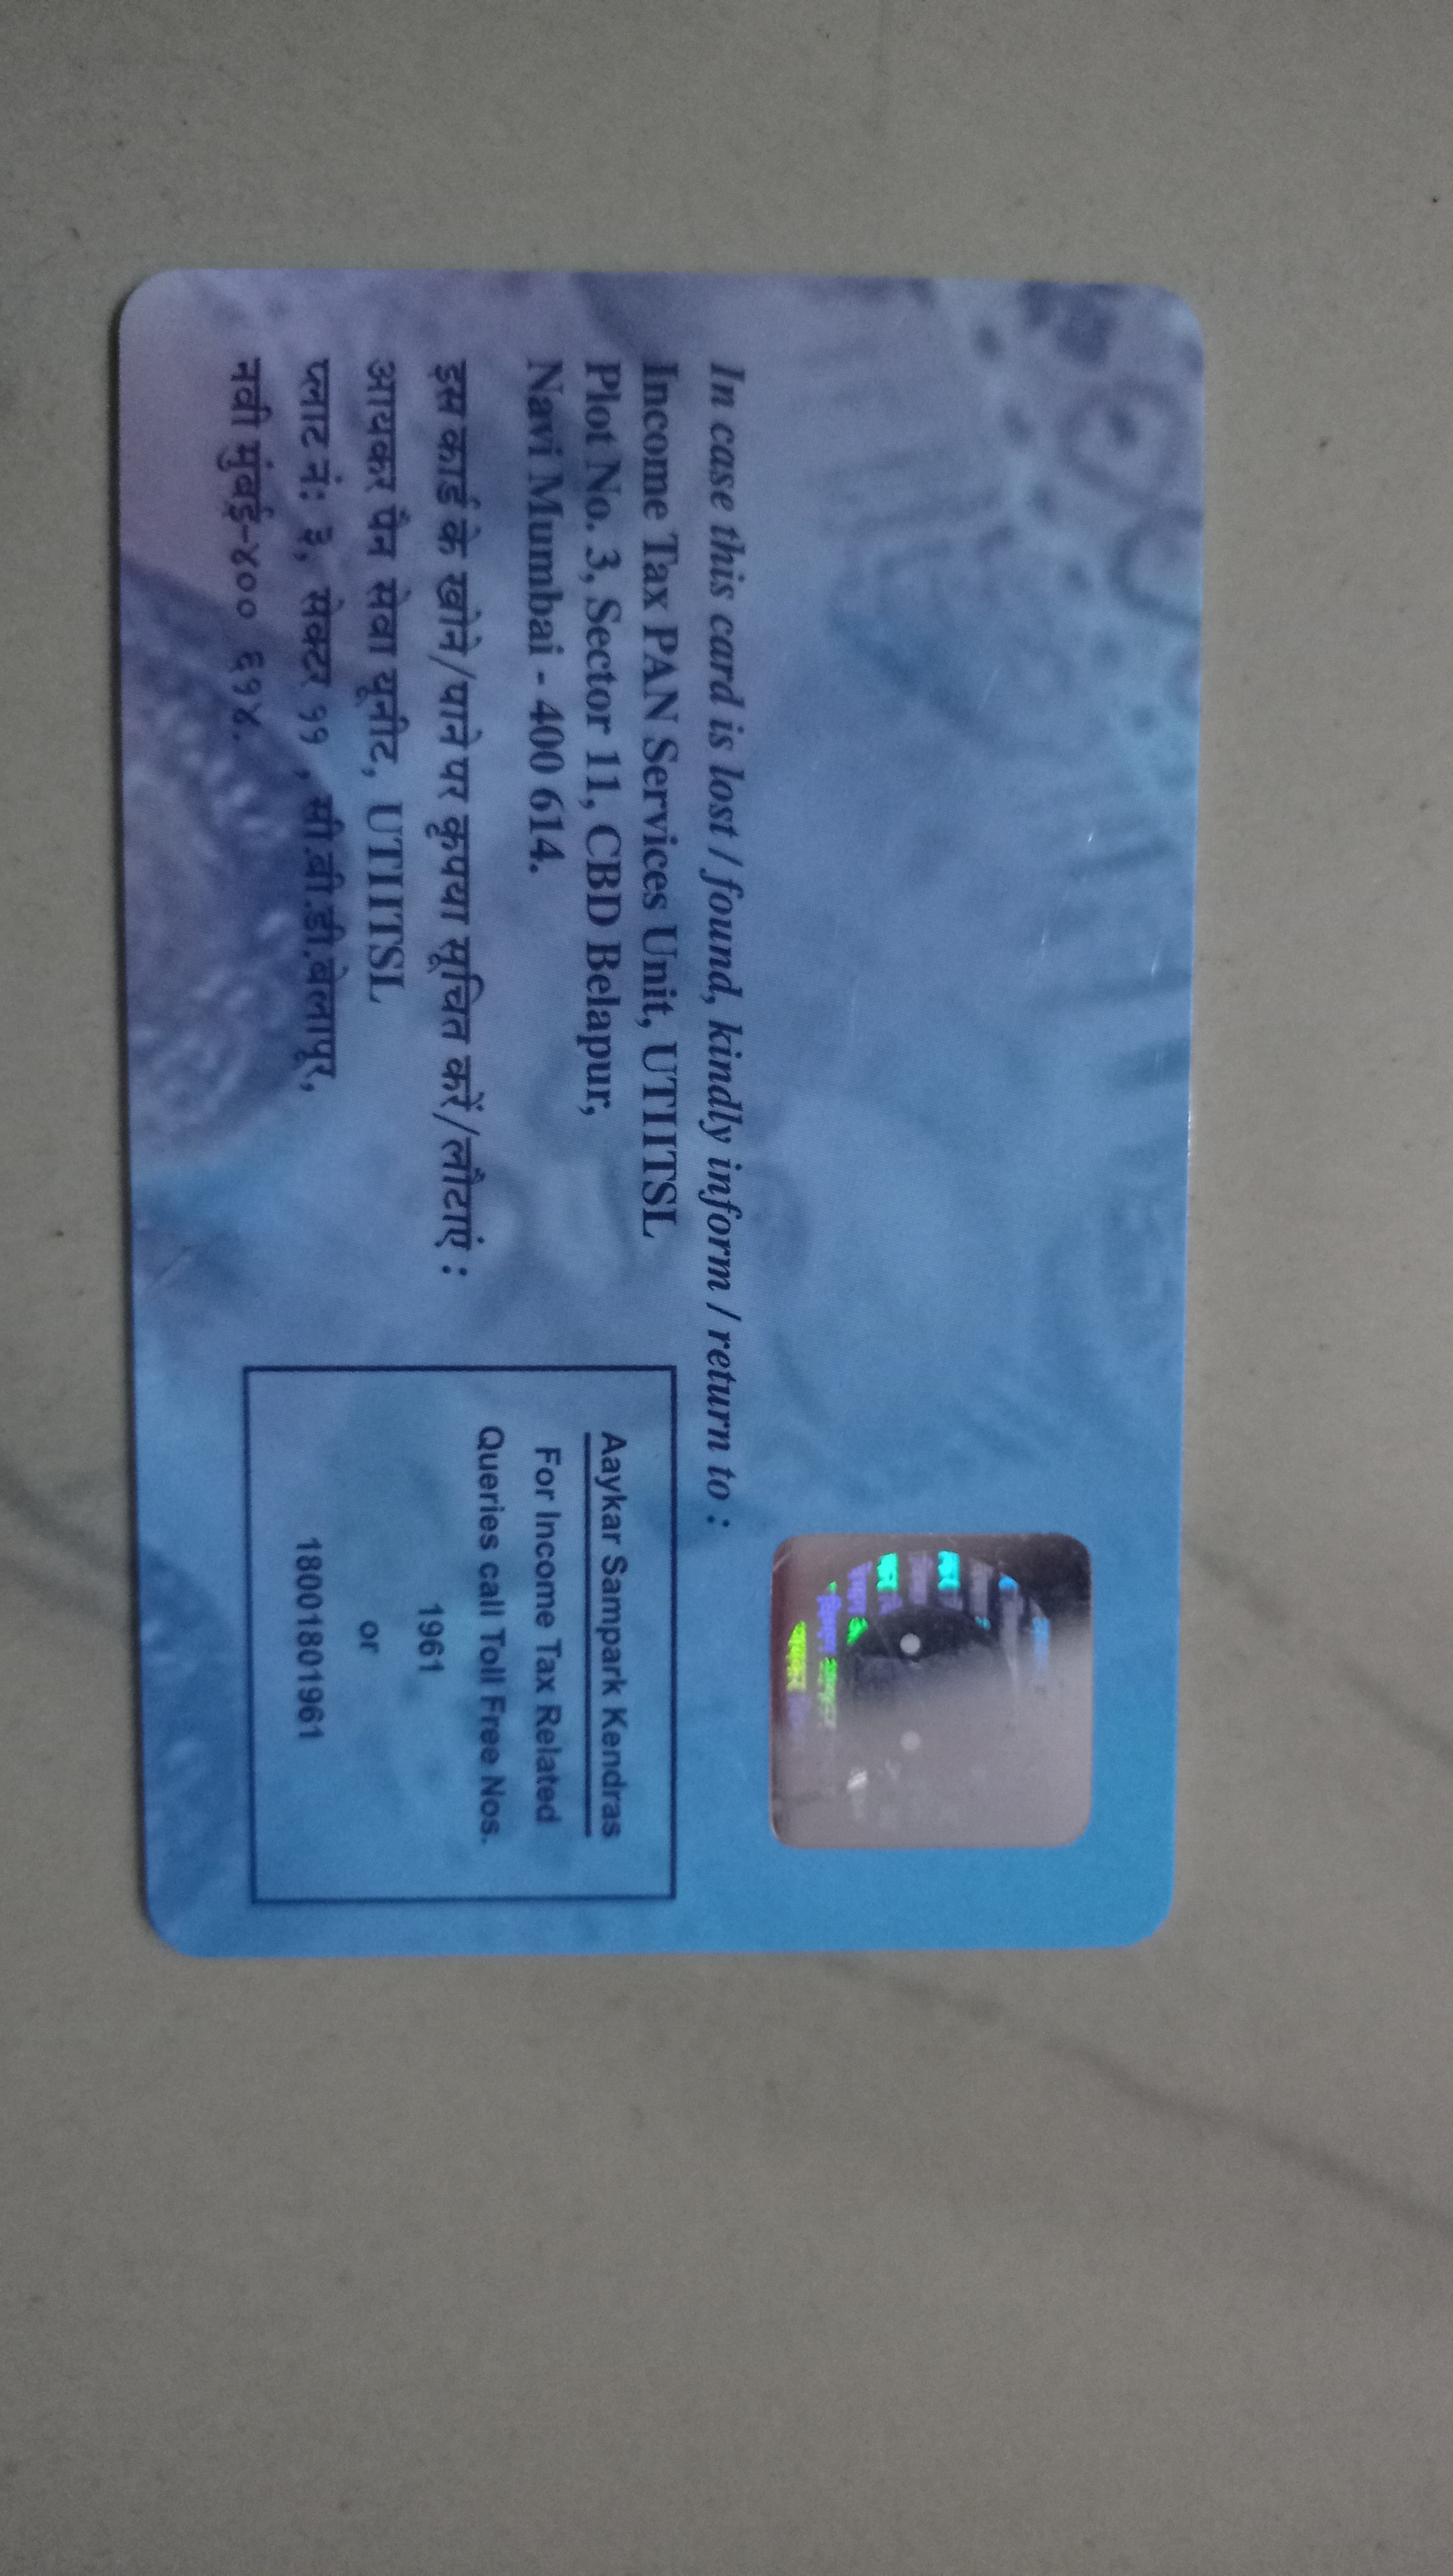 In case this card is lost / found, kindly inform / return to :
Income Tax PAN Services Unit, UTIITSL
Plot No. 3, Sector 11, CBD Belapur,
Navi Mumbai - 400 614.
इस कार्ड के खोने/पाने पर कृपया सूचित करें/लौटाएं :
आयकर पैन सेवा यूनीट, UTIITSL
प्लाट नं: ३, सेक्टर ११ , सी.बी.डी.बेलापूर,
नवी मुंबई-४०० ६१४.
Aaykar Sampark Kendras
For Income Tax Related
Queries call Toll Free Nos.
1961
or
18001801961